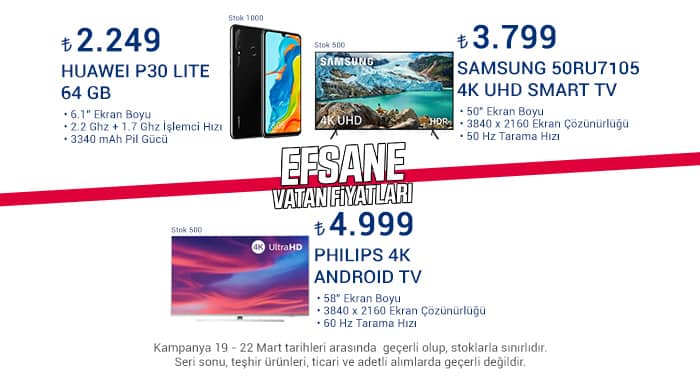 Stok 1000
₺ 2.249
HUAWEI P30 LITE
64 GB
• 6.1" Ekran Boyu
• 2.2 Ghz + 1.7 Ghz İşlemci Hızı
• 3340 mAh Pil Gücü
Stok 500
SAMSUNG
4K UHD
HDR
₺ 3.799
SAMSUNG 50RU7105
4K UHD SMART TV
• 50" Ekran Boyu
• 3840 x 2160 Ekran Çözünürlüğü
• 50 Hz Tarama Hızı
EFSANE
VATAN FİYATLARI
Stok 500
4K UltraHD
₺ 4.999
PHILIPS 4K
ANDROID TV
• 58" Ekran Boyu
• 3840 x 2160 Ekran Çözünürlüğü
• 60 Hz Tarama Hızı
Kampanya 19 - 22 Mart tarihleri arasında geçerli olup, stoklarla sınırlıdır.
Seri sonu, teşhir ürünleri, ticari ve adetli alımlarda geçerli değildir.